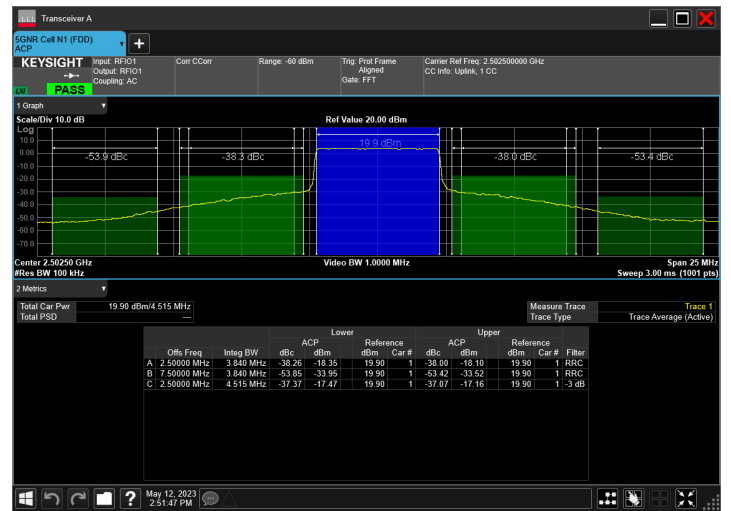 Transceiver A
5GNR Cell N1 (FDD)
ACP
KEYSIGHT
LXI
PASS
Input: RFIO1
Output: RFIO1
Coupling: AC
Corr CCorr
Range: -60 dBm
Trig: Prot Frame
Aligned
Gate: FFT
Carrier Ref Freq: 2.502500000 GHz
CC Info: Uplink, 1 CC
1 Graph
Scale/Div 10.0 dB
Ref Value 20.00 dBm
Log
10.0
0.00
-10.0
-20.0
-30.0
-40.0
-50.0
-60.0
-70.0
-53.9 dBc
-38.3 dBc
19.9 dBm
-38.0 dBc
-53.4 dBc
Center 2.50250 GHz
#Res BW 100 kHz
Video BW 1.0000 MHz
Span 25 MHz
Sweep 3.00 ms (1001 pts)
2 Metrics
Total Car Pwr 19.90 dBm/4.515 MHz
Total PSD ---
Measure Trace Trace 1
Trace Type Trace Average (Active)
Lower Upper
ACP Reference ACP Reference
Offs Freq Integ BW dBc dBm dBm Car # dBc dBm dBm Car # Filter
A 2.50000 MHz 3.840 MHz -38.26 -18.35 19.90 1 -38.00 -18.10 19.90 1 RRC
B 7.50000 MHz 3.840 MHz -53.85 -33.95 19.90 1 -53.42 -33.52 19.90 1 RRC
C 2.50000 MHz 4.515 MHz -37.37 -17.47 19.90 1 -37.07 -17.16 19.90 1 -3 dB
?
May 12, 2023
2:51:47 PM